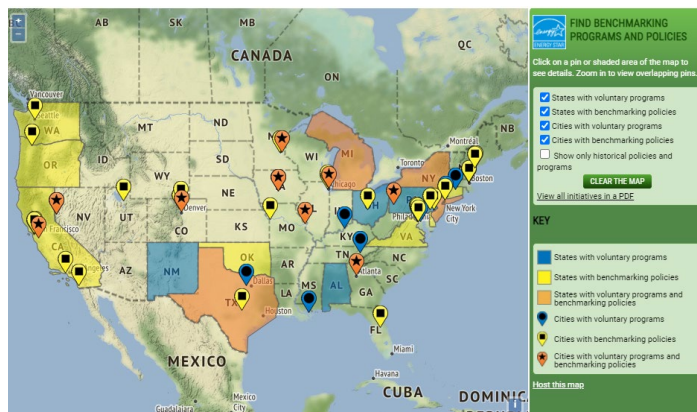 +
−
AB
SK
MB
CANADA
ON
QC
NB
Vancouver
Seattle
WA
MT
ND
OR
ID
SD
WI
MI
Toronto
Montréal
NY
Boston
WY
Chicago
NE
New York
City
NV
UT
Denver
CO
KS
MO
KY
VA
CA
AZ
NM
OK
AR
TN
NC
Atlanta
SC
Dallas
MS
AL
GA
TX
LA
Houston
FL
Miami
MEXICO
Havana
CUBA
Mexico
City
Guadalajara
i
ENERGY STAR
FIND BENCHMARKING
PROGRAMS AND POLICIES
Click on a pin or shaded area of the map to
see details. Zoom in to view overlapping pins.
States with voluntary programs
States with benchmarking policies
Cities with voluntary programs
Cities with benchmarking policies
Show only historical policies and
programs
CLEAR THE MAP
View all initiatives in a PDF
KEY
States with voluntary programs
States with benchmarking policies
States with voluntary programs and
benchmarking policies
Cities with voluntary programs
Cities with benchmarking policies
Cities with voluntary programs and
benchmarking policies
Host this map